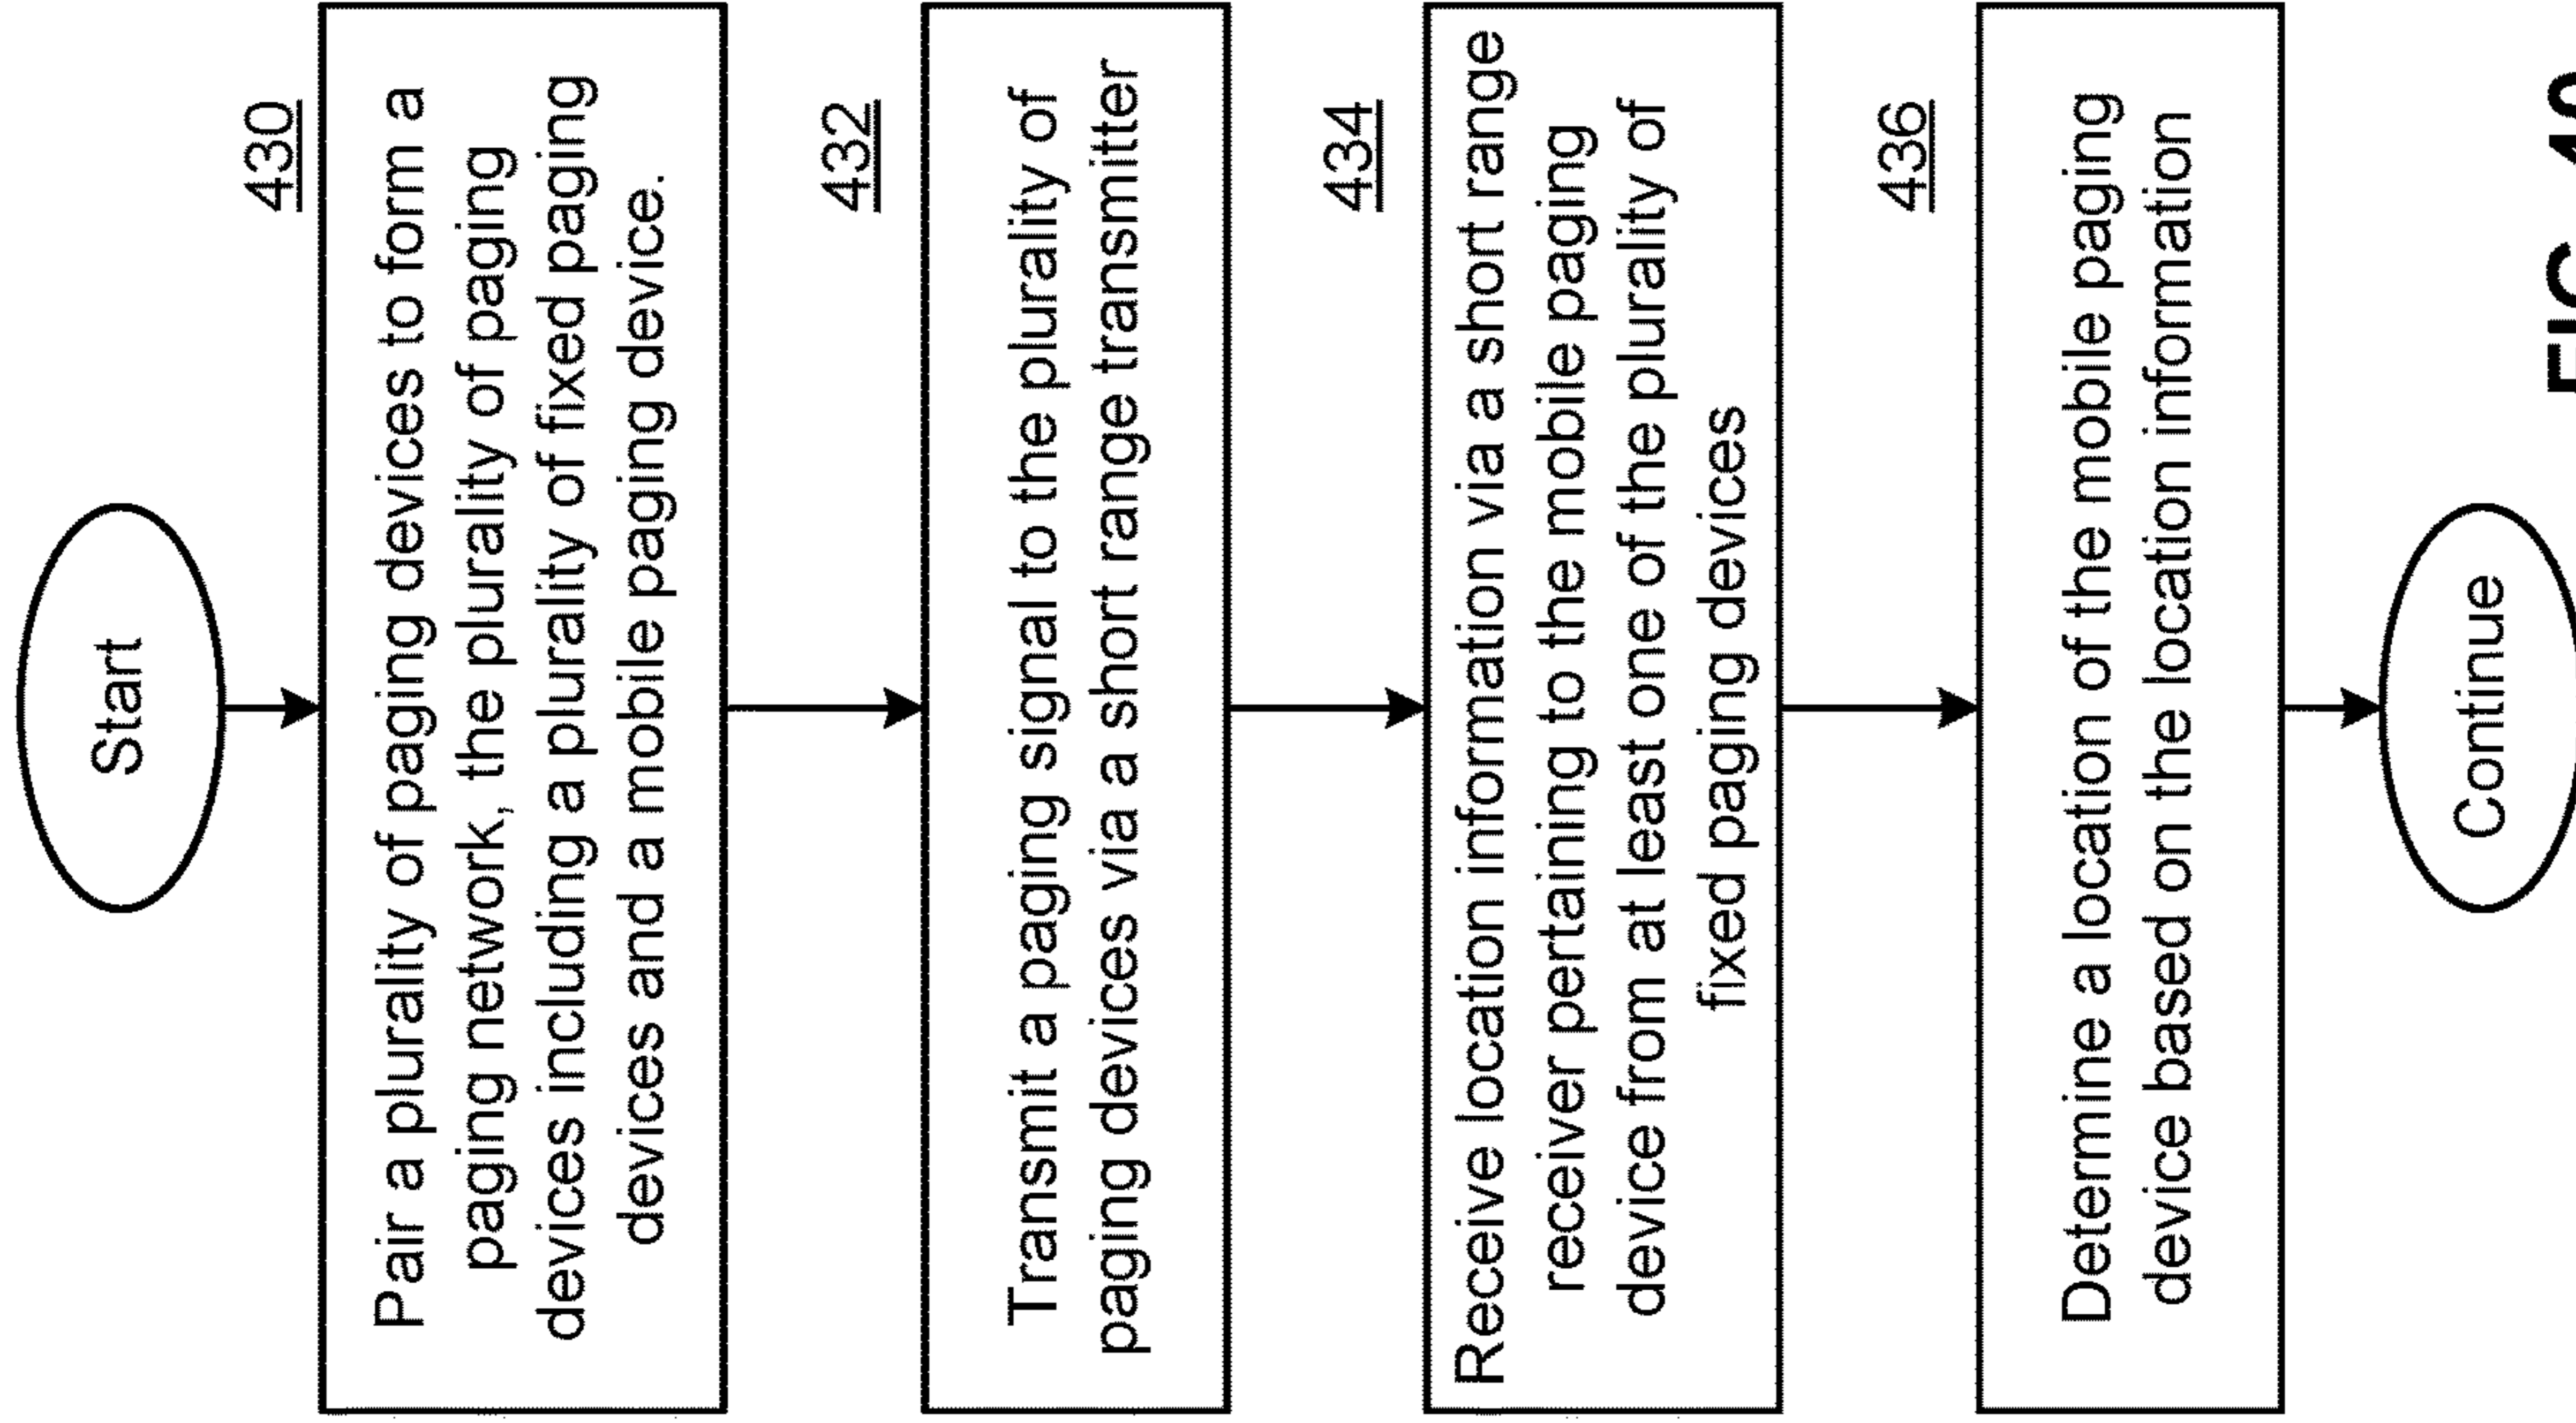 Start
430
Pair a plurality of paging devices to form a
paging network, the plurality of paging
devices including a plurality of fixed paging
devices and a mobile paging device.
432
Transmit a paging signal to the plurality of
paging devices via a short range transmitter
434
Receive location information via a short range
receiver pertaining to the mobile paging
device from at least one of the plurality of
fixed paging devices
436
Determine a location of the mobile paging
device based on the location information
Continue
FIG.